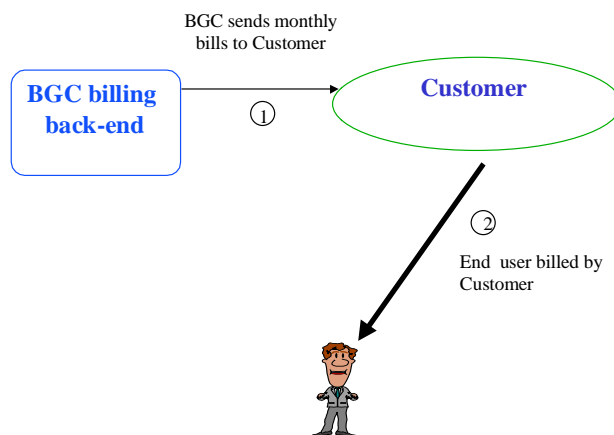 BGC sends monthly
bills to Customer
BGC billing
back-end
1
Customer
2
End user billed by
Customer